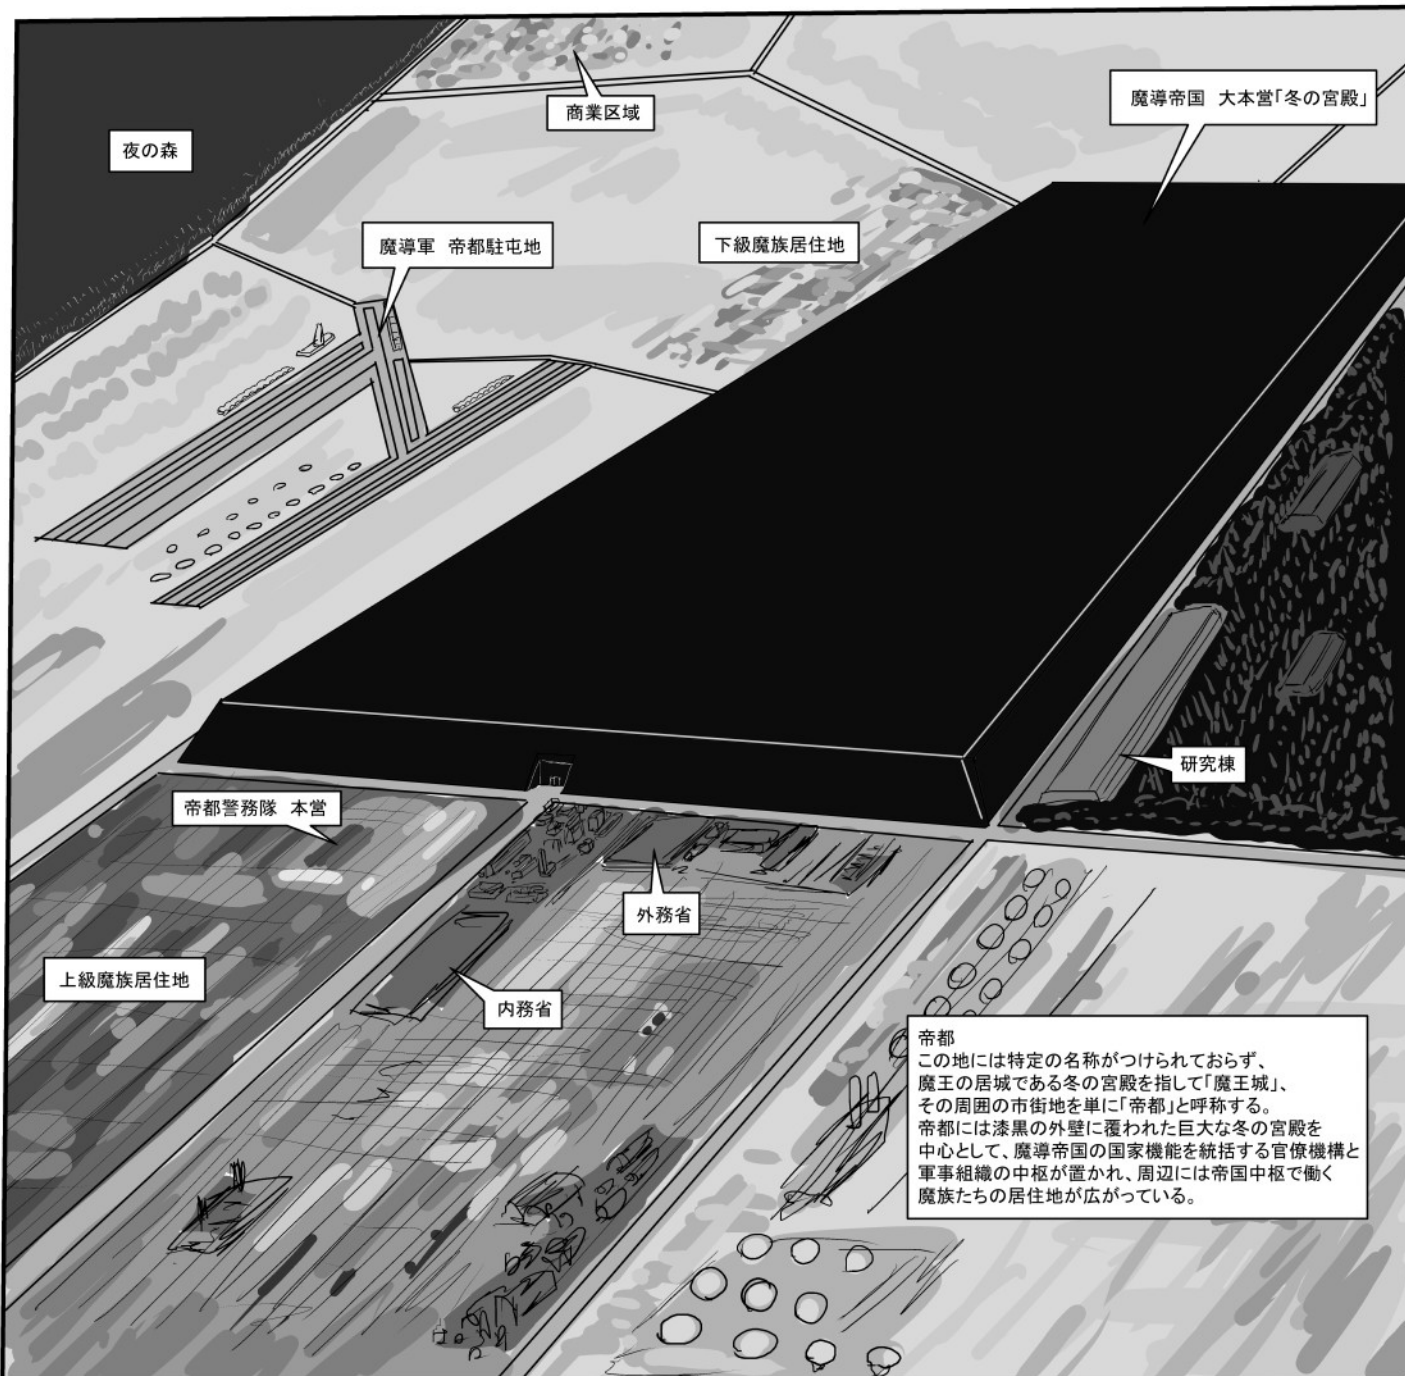 商業区域
魔導帝国 大本営「冬の宮殿」
夜の森
魔導軍 帝都駐屯地
下級魔族居住地
研究棟
帝都警務隊 本営
外務省
上級魔族居住地
内務省
帝都
この地には特定の名称がつけられておらず、
魔王の居城である冬の宮殿を指して「魔王城」、
その周囲の市街地を単に「帝都」と呼称する。
帝都には漆黒の外壁に覆われた巨大な冬の宮殿を
中心として、魔導帝国の国家機能を統括する官僚機構と
軍事組織の中枢が置かれ、周辺には帝国中枢で働く
魔族たちの居住地が広がっている。